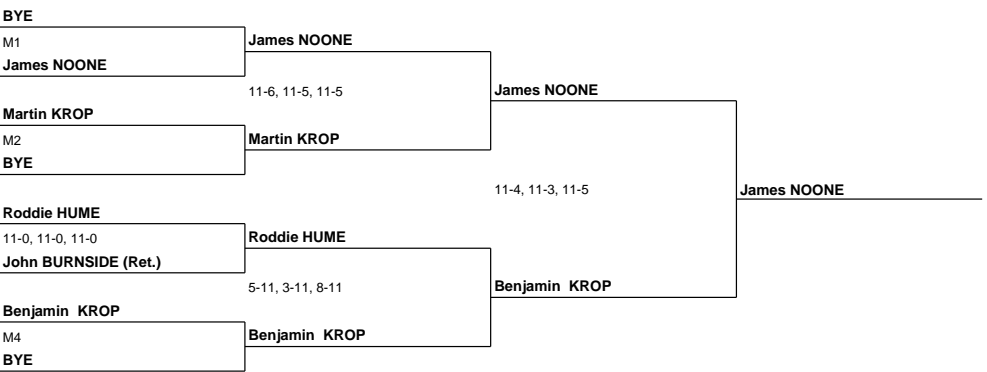 BYE
M1
James NOONE
James NOONE
11-6, 11-5, 11-5
Martin KROP
M2
BYE
Martin KROP
James NOONE
11-4, 11-3, 11-5
James NOONE
Roddie HUME
11-0, 11-0, 11-0
John BURNSIDE (Ret.)
Roddie HUME
5-11, 3-11, 8-11
Benjamin KROP
Benjamin KROP
M4
BYE
Benjamin KROP